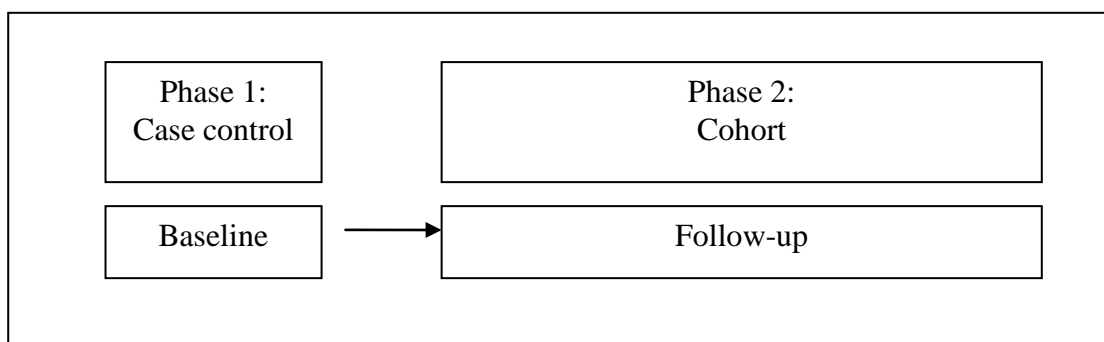 Phase 1:
Case control
Phase 2:
Cohort
Baseline
Follow-up